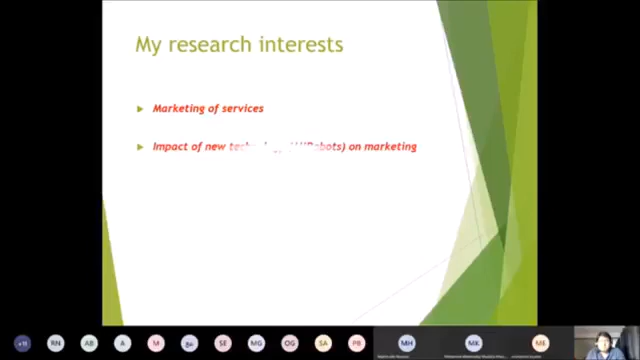 My research interests
Marketing of services
Impact of new on marketing
+11 RN AB A M SE MG OG SA PB MH MK ME